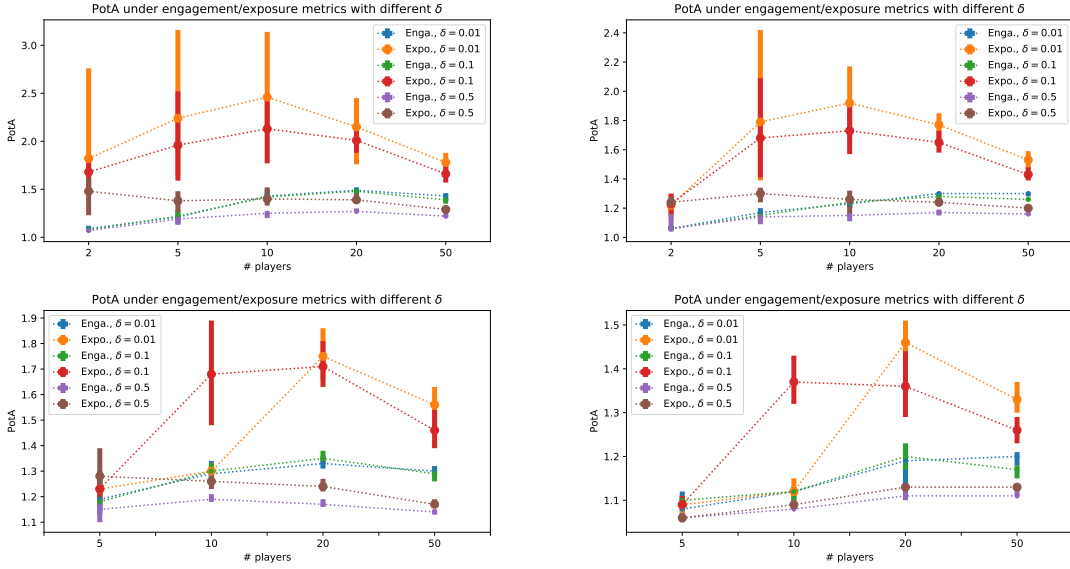 PotA under engagement/exposure metrics with different δ
PotA
3.0
2.5
2.0
1.5
1.0
Enga., δ = 0.01
Expo., δ = 0.01
Enga., δ = 0.1
Expo., δ = 0.1
Enga., δ = 0.5
Expo., δ = 0.5
2 5 10 20 50
# players
PotA under engagement/exposure metrics with different δ
PotA
2.4
2.2
2.0
1.8
1.6
1.4
1.2
1.0
Enga., δ = 0.01
Expo., δ = 0.01
Enga., δ = 0.1
Expo., δ = 0.1
Enga., δ = 0.5
Expo., δ = 0.5
2 5 10 20 50
# players
PotA under engagement/exposure metrics with different δ
PotA
1.9
1.8
1.7
1.6
1.5
1.4
1.3
1.2
1.1
Enga., δ = 0.01
Expo., δ = 0.01
Enga., δ = 0.1
Expo., δ = 0.1
Enga., δ = 0.5
Expo., δ = 0.5
5 10 20 50
# players
PotA under engagement/exposure metrics with different δ
PotA
1.5
1.4
1.3
1.2
1.1
Enga., δ = 0.01
Expo., δ = 0.01
Enga., δ = 0.1
Expo., δ = 0.1
Enga., δ = 0.5
Expo., δ = 0.5
5 10 20 50
# players